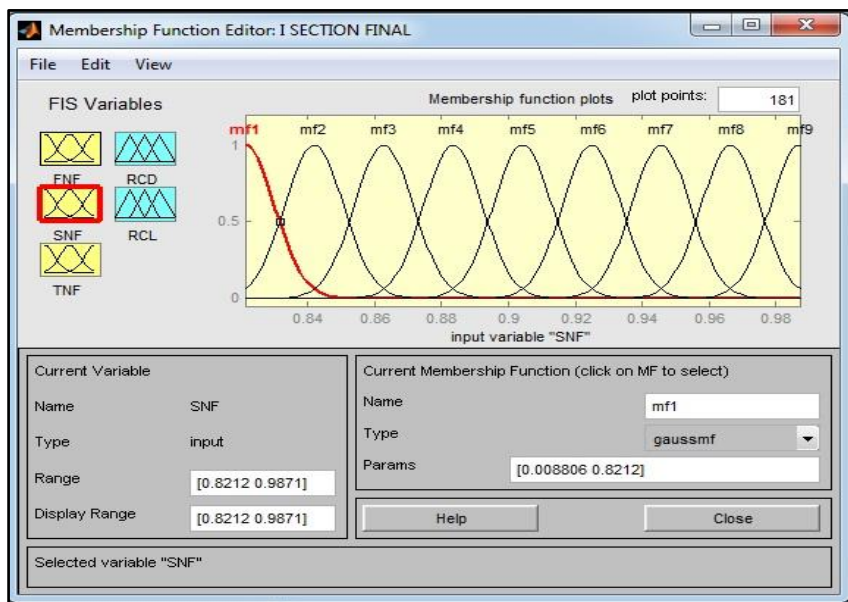 Membership Function Editor: I SECTION FINAL
File Edit View
FIS Variables
Membership function plots plot points: 181
FNF RCD
SNF RCL
TNF
mf1 mf2 mf3 mf4 mf5 mf6 mf7 mf8 mf9
1
0.5
0
0.84 0.86 0.88 0.9 0.92 0.94 0.96 0.98
input variable "SNF"
Current Variable
Name SNF
Type input
Range [0.8212 0.9871]
Display Range [0.8212 0.9871]
Current Membership Function (click on MF to select)
Name mf1
Type gaussmf
Params [0.008806 0.8212]
Help Close
Selected variable "SNF"